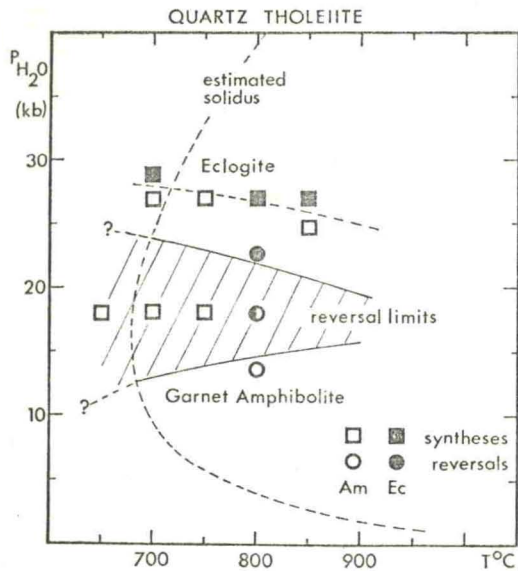 QUARTZ THOLEIITE
P H₂O
(kb)
estimated
solidus
Eclogite
30
?
20
reversal limits
Garnet Amphibolite
?
10
syntheses
reversals
Am Ec
700 800 900 T°C